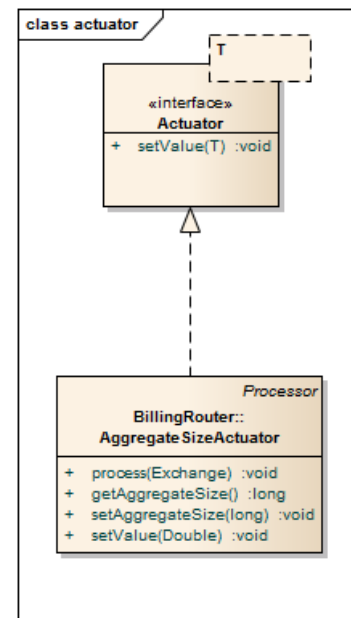 class actuator
T
«interface»
Actuator
+ setValue(T) :void
Processor
BillingRouter::
AggregateSizeActuator
+ process(Exchange) :void
+ getAggregateSize() :long
+ setAggregateSize(long) :void
+ setValue(Double) :void